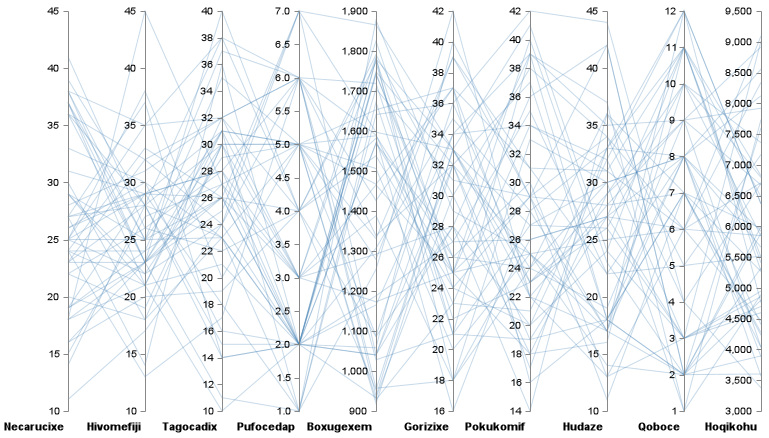 45 45 40 7.0 1,900 42 42 45 12 9,500
40 40 38 6.5 1,800 40 40 40 11 9,000
35 35 36 6.0 1,700 38 38 35 10 8,500
30 30 34 5.5 1,600 36 36 30 9 8,000
25 25 32 5.0 1,500 34 34 25 8 7,500
20 20 30 4.5 1,400 32 32 20 7 7,000
15 15 28 4.0 1,300 30 30 15 6 6,500
10 10 26 3.5 1,200 28 28 10 5 6,000
24 3.0 1,100 26 26 4 5,500
22 2.5 1,000 24 24 3 5,000
20 2.0 900 22 22 2 4,500
18 1.5 20 20 1 4,000
16 1.0 18 18 3,500
14 16 16 3,000
12 14
10
Necarucixe Hivomefiji Tagocadix Pufocedap Boxugexem Gorizixe Pokukomif Hudaze Qoboce Hoqikohu